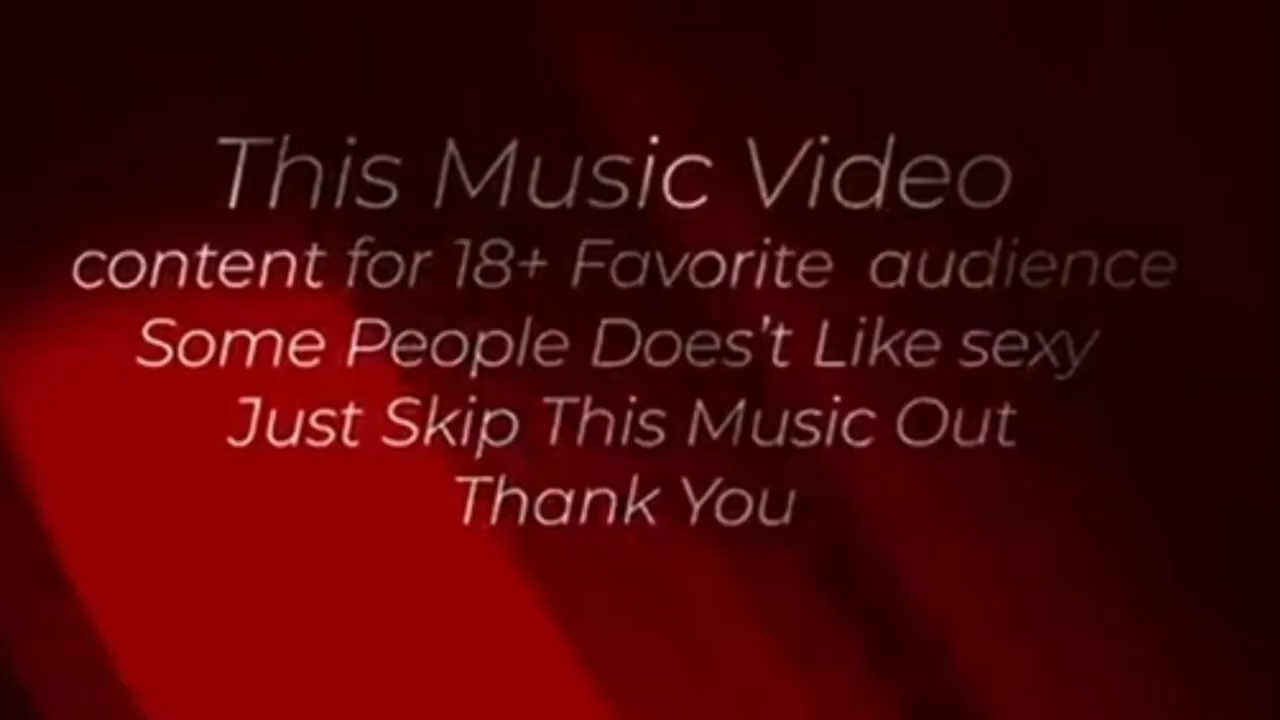 This Music Video
content for 18+ Favorite audience
Some People Does't Like sexy
Just Skip This Music Out
Thank You